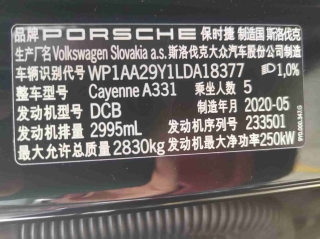 品牌 PORSCHE 保时捷 制造国 斯洛伐克
生产厂名 Volkswagen Slovakia a.s. 斯洛伐克大众汽车股份公司制造
车辆识别代号 WP1AA29Y1LDA18377 1,0%
整车型号 Cayenne A331 乘坐人数 5
发动机型号 DCB 制造年月 2020-05
发动机排量 2995mL 发动机序列号 233501
最大允许总质量 2830kg 发动机最大净功率 250kW